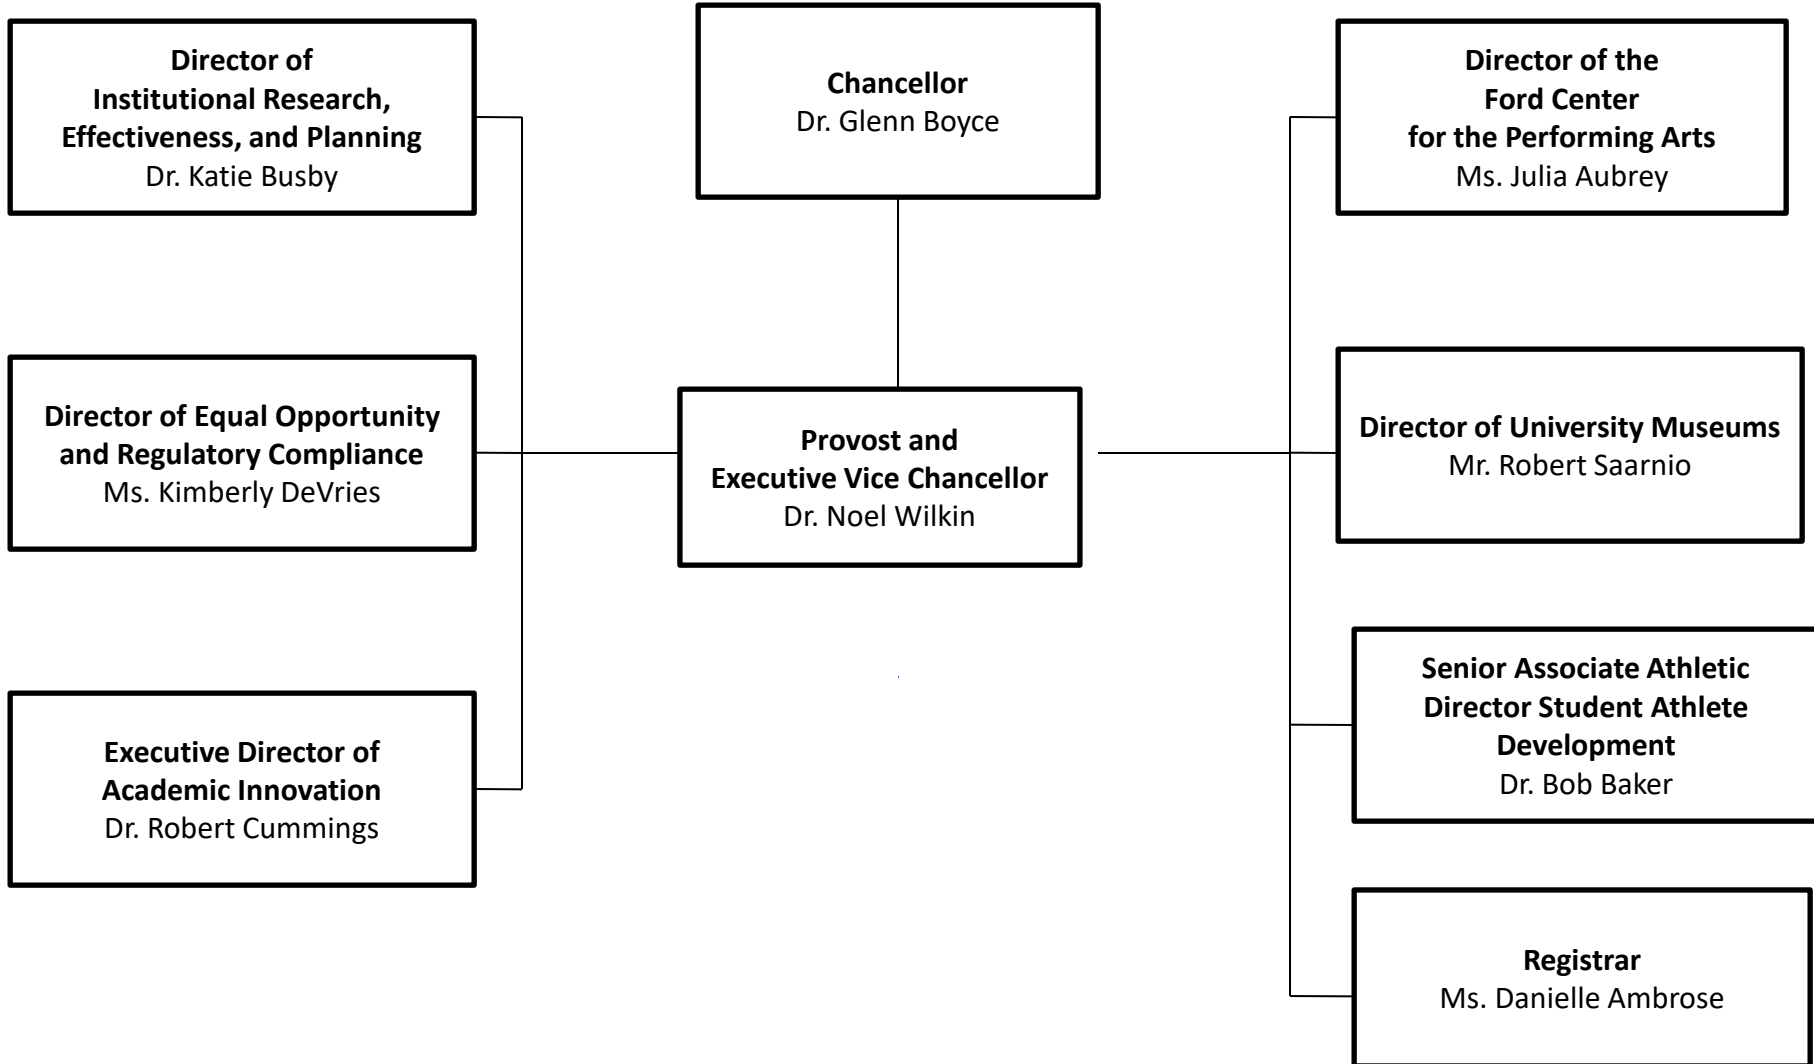 Director of
Institutional Research,
Effectiveness, and Planning
Dr. Katie Busby
Chancellor
Dr. Glenn Boyce
Director of the
Ford Center
for the Performing Arts
Ms. Julia Aubrey
Director of Equal Opportunity
and Regulatory Compliance
Ms. Kimberly DeVries
Provost and
Executive Vice Chancellor
Dr. Noel Wilkin
Director of University Museums
Mr. Robert Saarnio
Executive Director of
Academic Innovation
Dr. Robert Cummings
Senior Associate Athletic
Director Student Athlete
Development
Dr. Bob Baker
Registrar
Ms. Danielle Ambrose